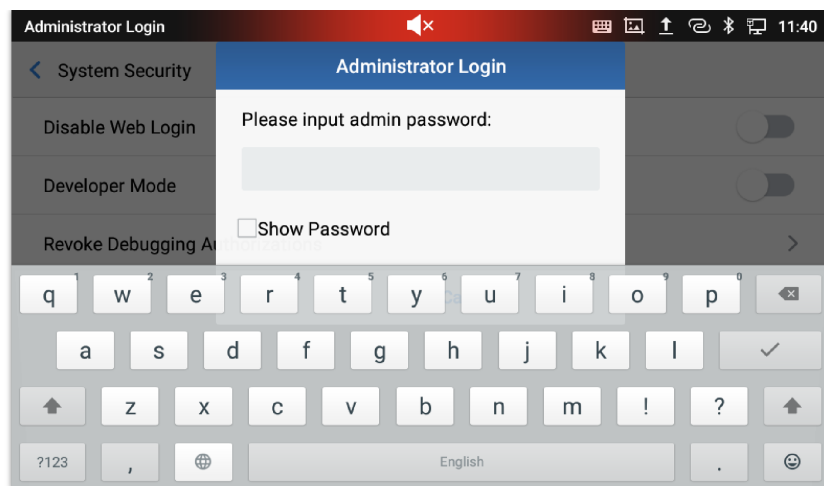 Administrator Login 11:40
System Security
Administrator Login
Disable Web Login
Please input admin password:
Developer Mode
Show Password
Revoke Debugging
q 1 w 2 e 3 r 4 t 5 y 6 u 7 i 8 o 9 p 0
a s d f g h j k l
z x c v b n m ! ?
?123 , English .